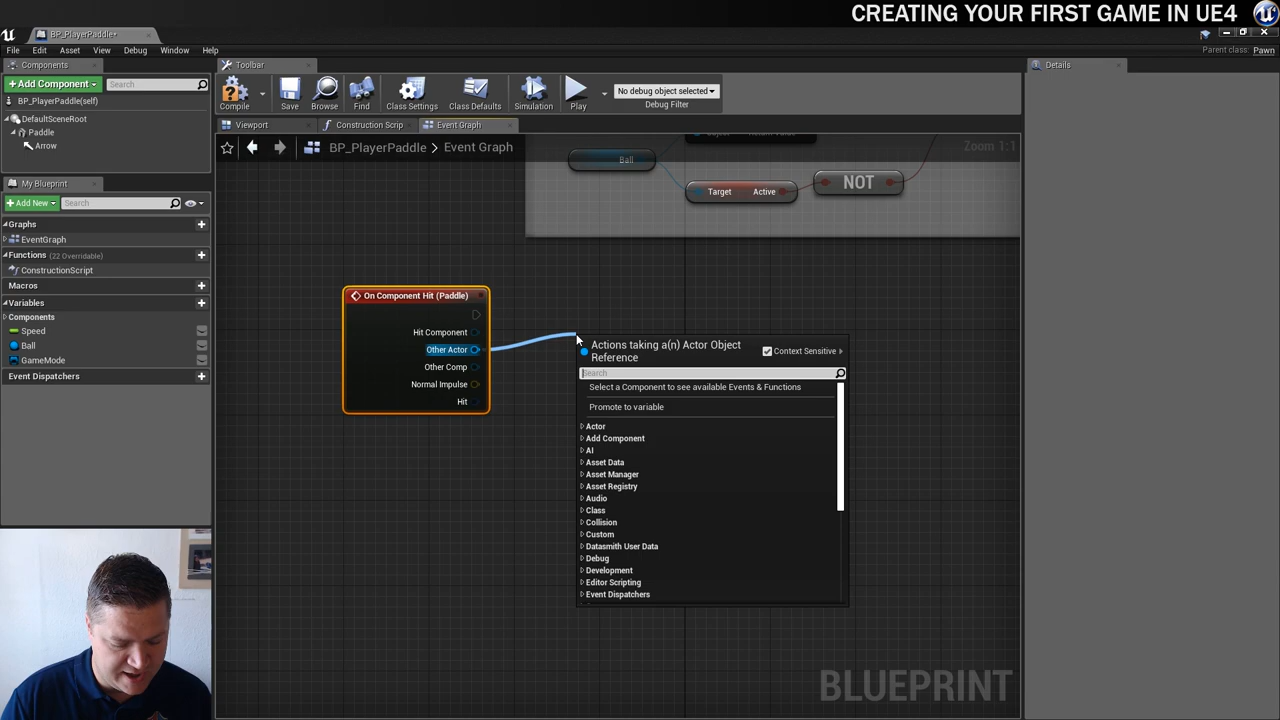 CREATING YOUR FIRST GAME IN UE4
BP_PlayerPaddle*
File Edit Asset View Debug Window Help
Parent class: Pawn
Components
Toolbar
Details
+Add Component
Search
BP_PlayerPaddle(self)
DefaultSceneRoot
Paddle
Arrow
Compile
Save
Browse
Find
Class Settings
Class Defaults
Simulation
Play
No debug object selected
Debug Filter
Viewport
Construction Scrip
Event Graph
BP_PlayerPaddle > Event Graph
Zoom 1:1
My Blueprint
+Add New
Search
Graphs
EventGraph
Functions (22 Overridable)
ConstructionScript
Macros
Variables
Components
Speed
Ball
GameMode
Event Dispatchers
Ball
Target Active
NOT
On Component Hit (Paddle)
Hit Component
Other Actor
Other Comp
Normal Impulse
Hit
Actions taking a(n) Actor Object
Reference
Context Sensitive
Search
Select a Component to see available Events & Functions
Promote to variable
Actor
Add Component
AI
Asset Data
Asset Manager
Asset Registry
Audio
Class
Collision
Custom
Datasmith User Data
Debug
Development
Editor Scripting
Event Dispatchers
BLUEPRINT